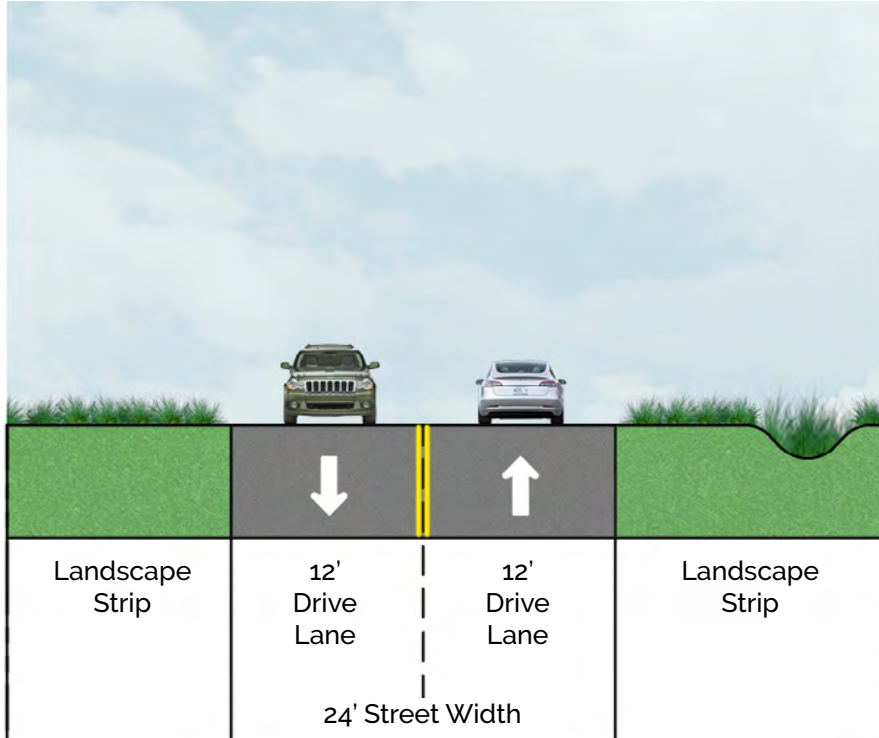 Landscape
Strip
12’
Drive
Lane
12’
Drive
Lane
Landscape
Strip
24’ Street Width